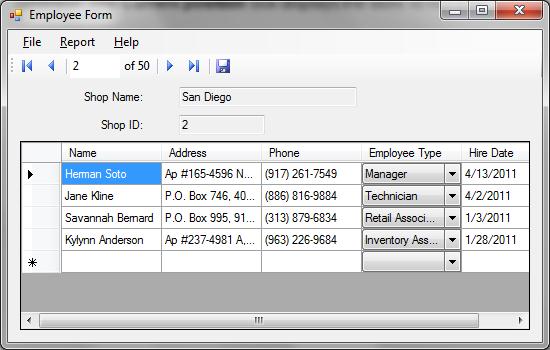 Employee Form
File Report Help
2 of 50
Shop Name: San Diego
Shop ID: 2
Name Address Phone Employee Type Hire Date
Herman Soto Ap #165-4596 N... (917) 261-7549 Manager 4/13/2011
Jane Kline P.O. Box 746, 40... (886) 816-9884 Technician 4/2/2011
Savannah Bernard P.O. Box 995, 91... (313) 879-6834 Retail Associ... 1/3/2011
Kylynn Anderson Ap #237-4981 A,... (963) 226-9684 Inventory Ass... 1/28/2011